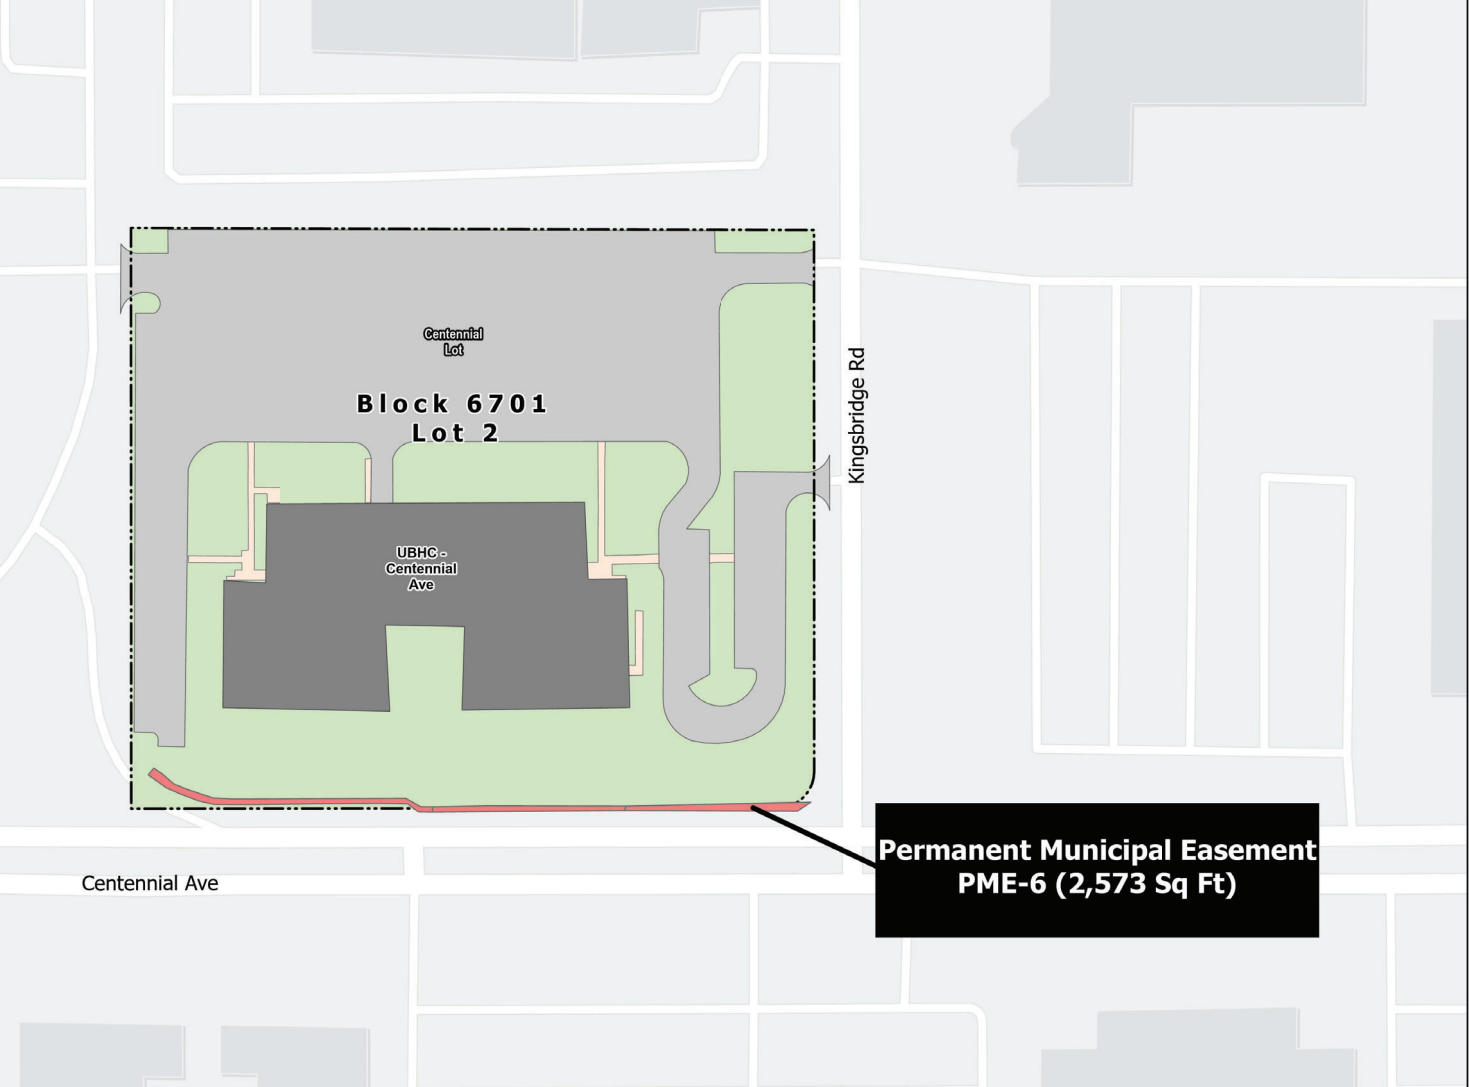 Centennial
Lot
Block 6701
Lot 2
UBHC -
Centennial
Ave
Kingsbridge Rd
Permanent Municipal Easement
PME-6 (2,573 Sq Ft)
Centennial Ave